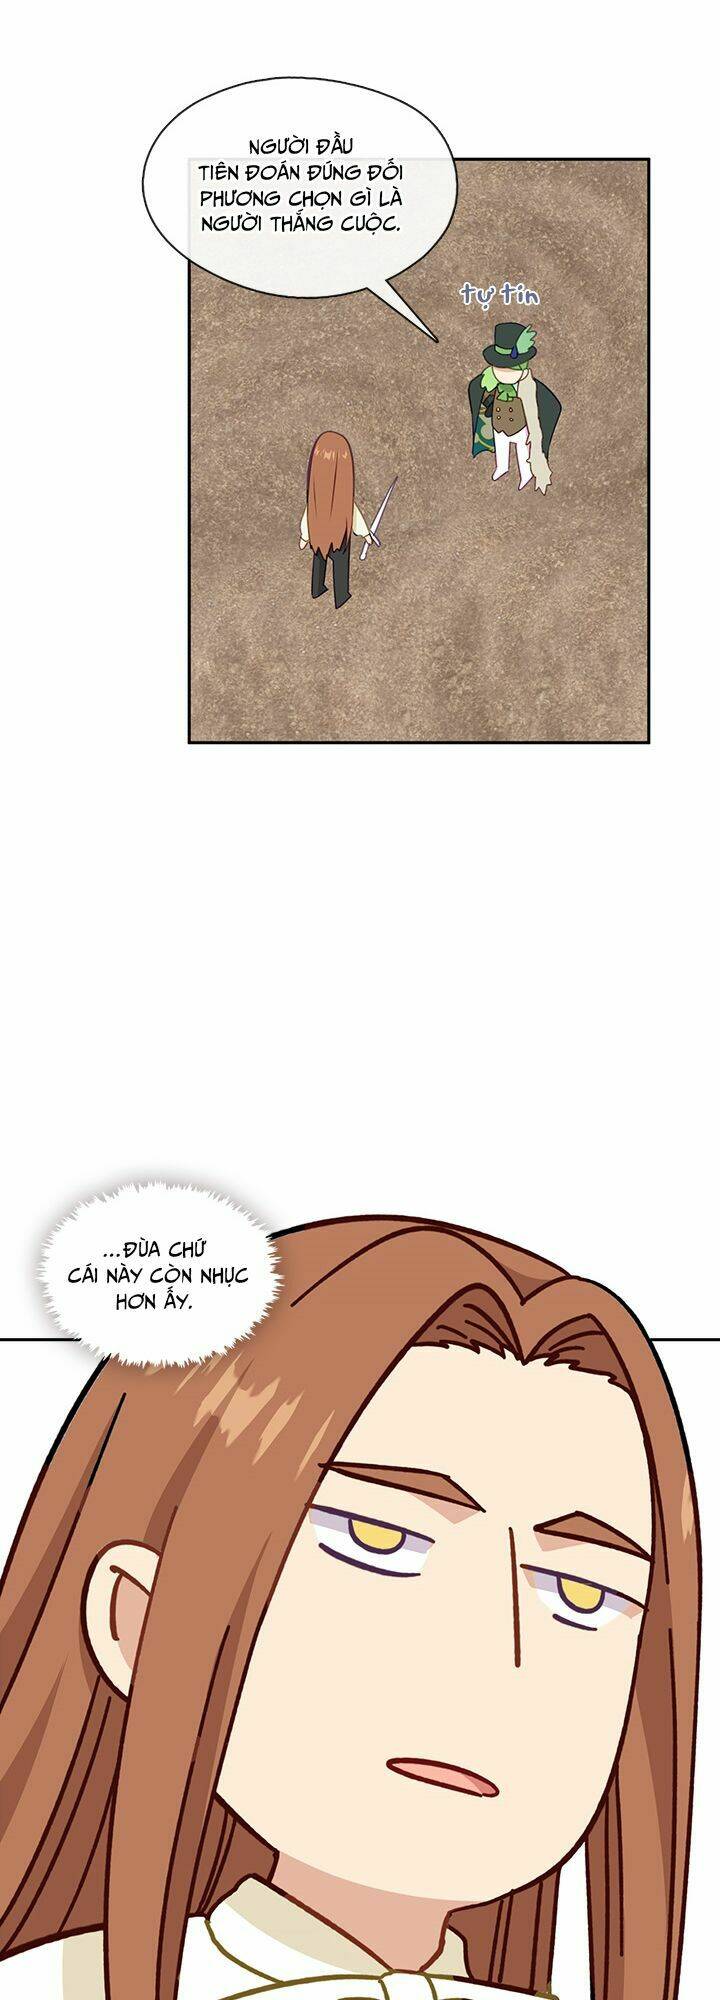 NGƯỜI ĐẦU
TIÊN ĐOÁN ĐÚNG ĐỐI
PHƯƠNG CHỌN GÌ LÀ
NGƯỜI THẮNG CUỘC.
tự tin
...ĐÙA CHỨ
CÁI NÀY CÒN NHỤC
HƠN ẤY.